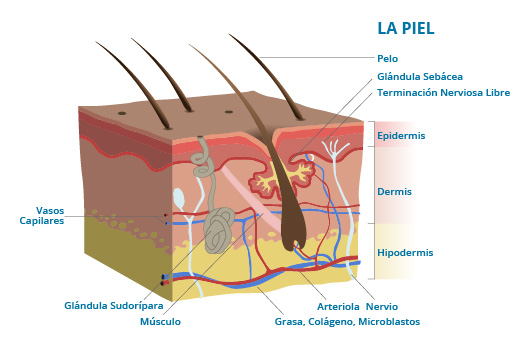 LA PIEL
Pelo
Glándula Sebácea
Terminación Nerviosa Libre
Epidermis
Dermis
Vasos
Capilares
Hipodermis
Glándula Sudorípara
Arteriola Nervio
Músculo
Grasa, Colágeno, Microblastos